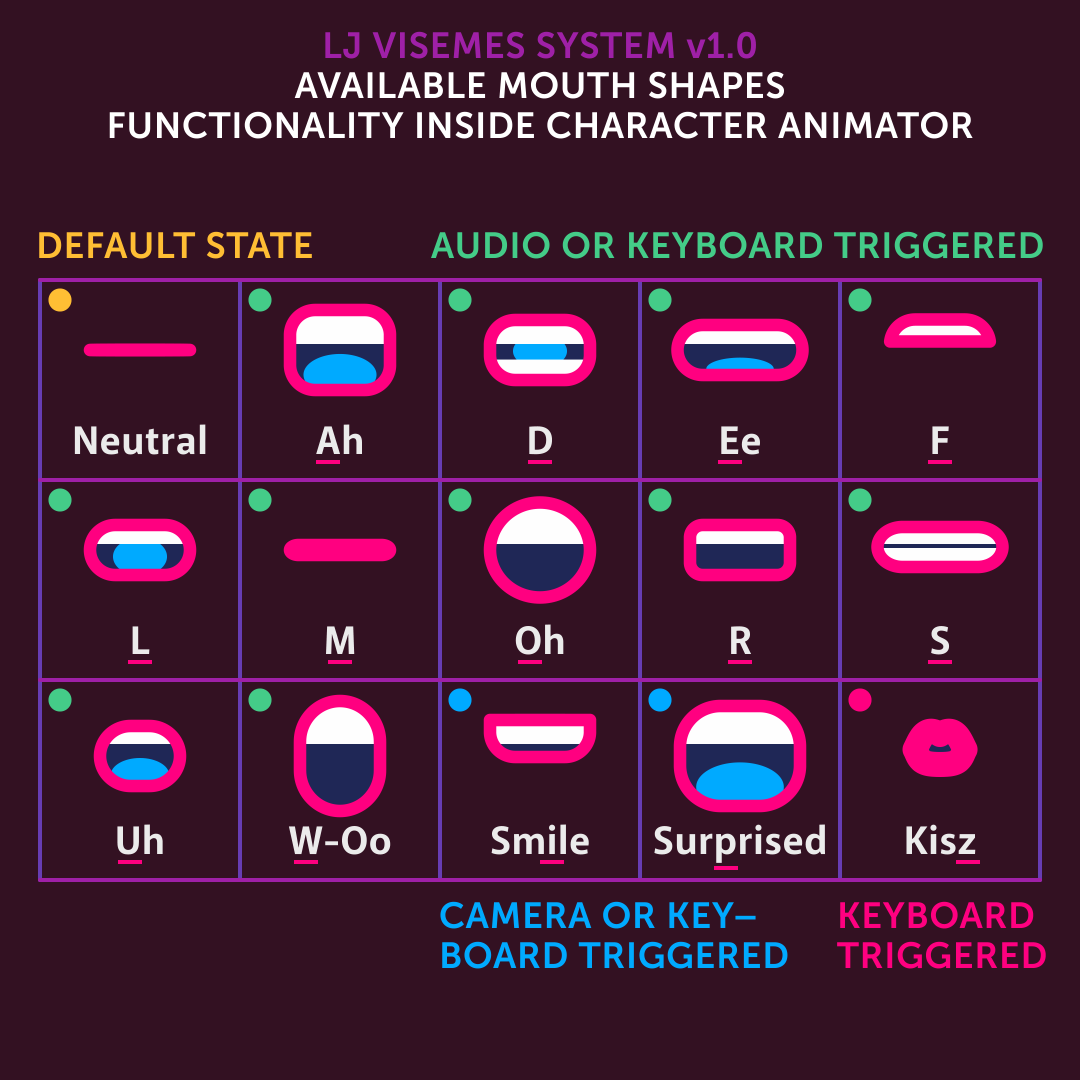 LJ VISEMES SYSTEM v1.0
AVAILABLE MOUTH SHAPES
FUNCTIONALITY INSIDE CHARACTER ANIMATOR
DEFAULT STATE
AUDIO OR KEYBOARD TRIGGERED
Neutral
Ah
D
Ee
F
L
M
Oh
R
S
Uh
W-Oo
Smile
Surprised
Kisz
CAMERA OR KEY–
BOARD TRIGGERED
KEYBOARD
TRIGGERED